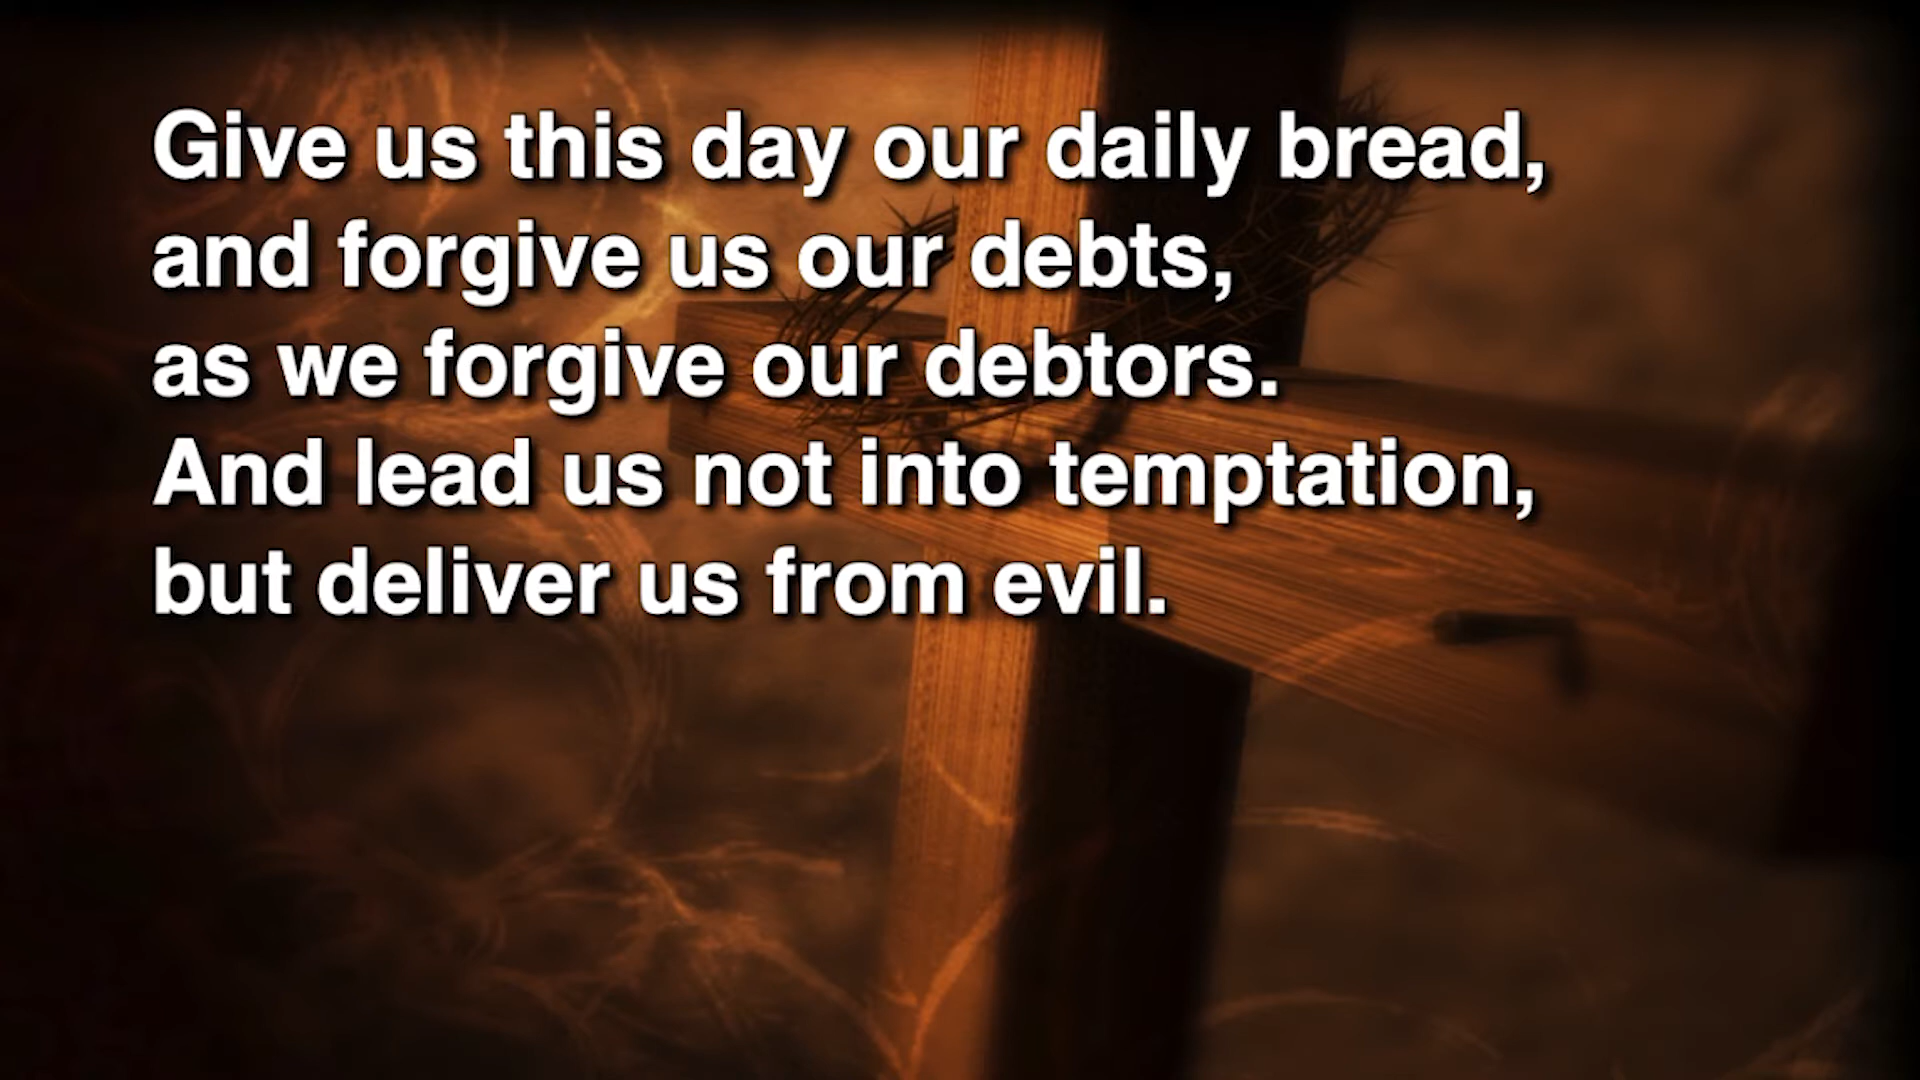 Give us this day our daily bread,
and forgive us our debts,
as we forgive our debtors.
And lead us not into temptation,
but deliver us from evil.